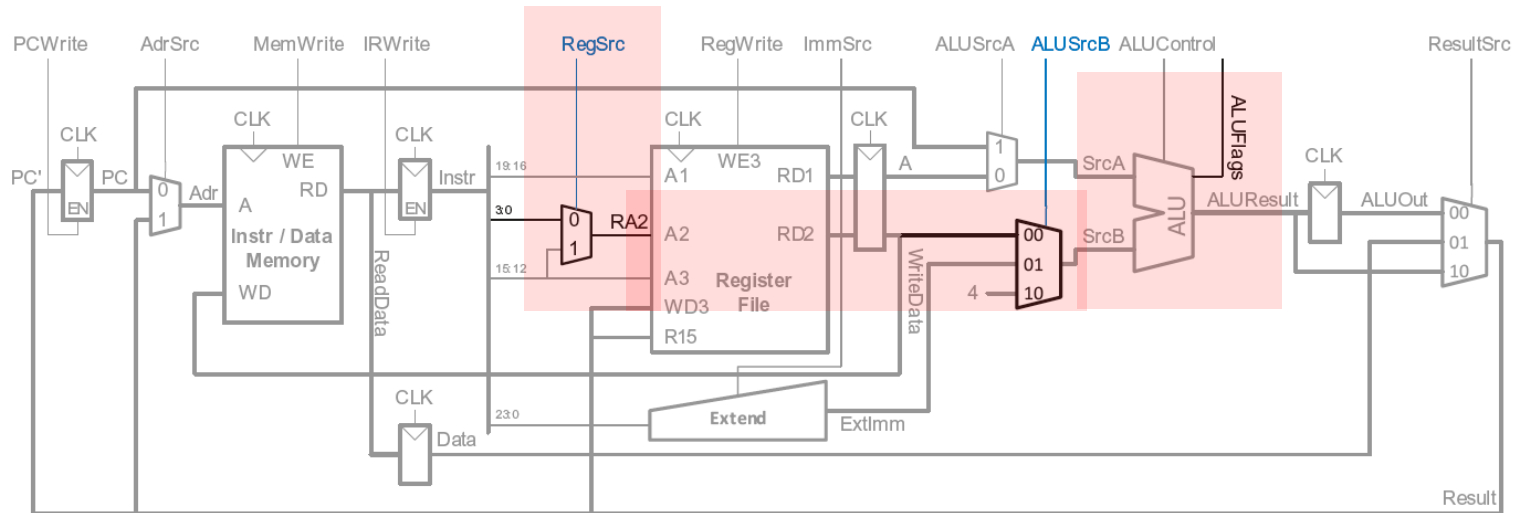 PCWrite AdrSrc MemWrite IRWrite RegSrc RegWrite ImmSrc ALUSrcA ALUSrcB ALUControl ResultSrc
ALUFlags
CLK CLK CLK CLK CLK CLK
PC' EN PC 0 1 Adr
WE
RD
A
Instr / Data
Memory
WD
EN Instr
ReadData
19:16
3:0
15:12
23:0
0
1
RA2
WE3
A1 RD1
A2 RD2
A3
Register
File
WD3
R15
A
WriteData
1
0
SrcA
00
01
10
4
SrcB
ALU
ALUResult
ALUOut
00
01
10
CLK
Data
Extend
ExtImm
Result